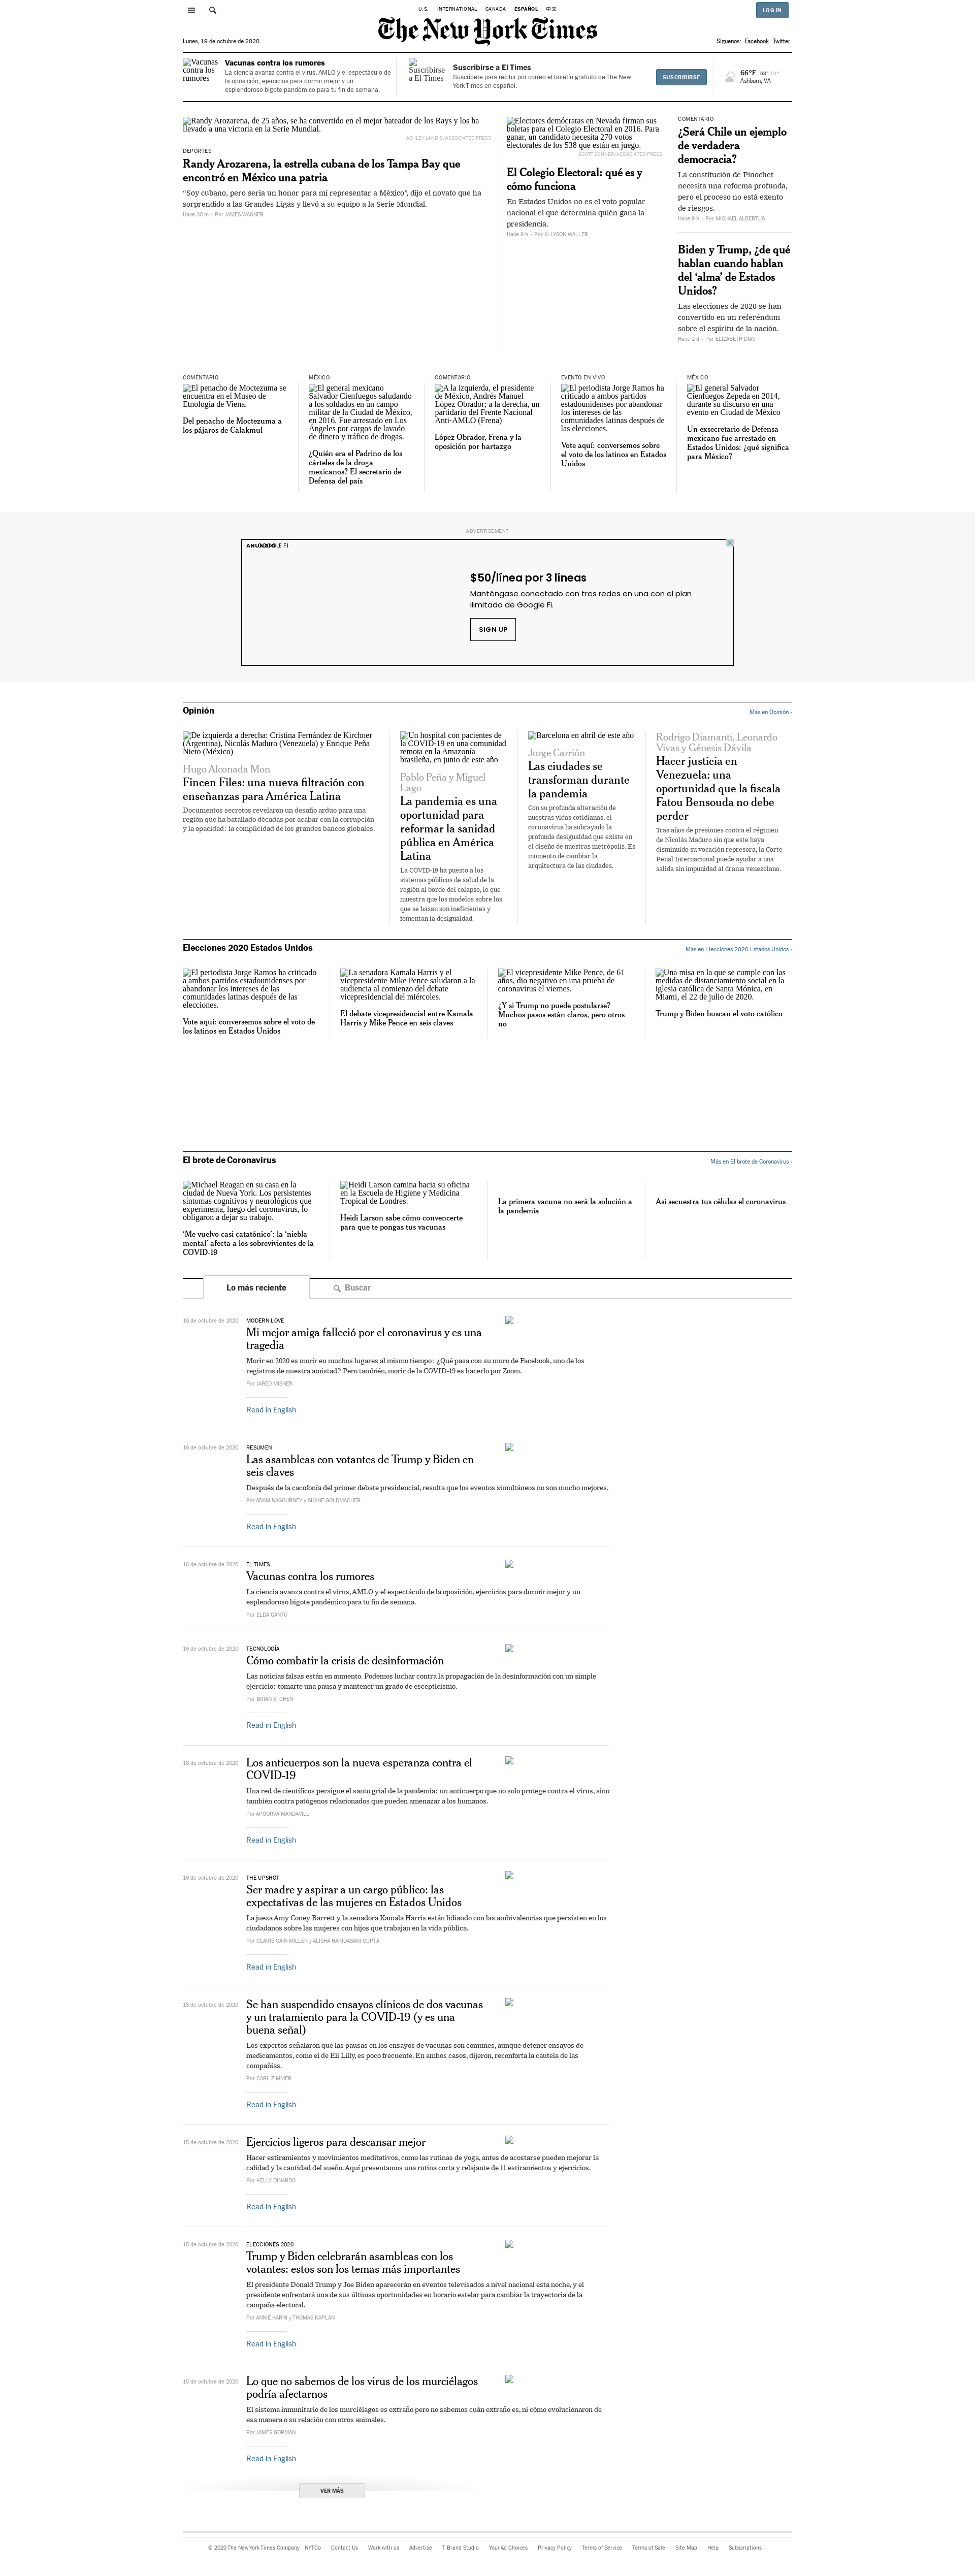 U.S. INTERNATIONAL CANADA ESPAÑOL 中文
LOG IN
The New York Times
Lunes, 19 de octubre de 2020
Síguenos: Facebook Twitter
Vacunas contra los rumores
Vacunas contra los rumores
La ciencia avanza contra el virus, AMLO y el espectáculo de
la oposición, ejercicios para dormir mejor y un
esplendoroso bigote pandémico para tu fin de semana.
Suscribirse a El Times
Suscribirse a El Times
Suscríbete para recibir por correo el boletín gratuito de The New
York Times en español.
SUSCRIBIRSE
66°F 68° 51°
Ashburn, VA
Randy Arozarena, de 25 años, se ha convertido en el mejor bateador de los Rays y los ha
llevado a una victoria en la Serie Mundial.
ASHLEY LANDIS/ASSOCIATED PRESS
DEPORTES
Randy Arozarena, la estrella cubana de los Tampa Bay que
encontró en México una patria
“Soy cubano, pero sería un honor para mí representar a México”, dijo el novato que ha
sorprendido a las Grandes Ligas y llevó a su equipo a la Serie Mundial.
Hace 30 m - Por JAMES WAGNER
Electores demócratas en Nevada firman sus
boletas para el Colegio Electoral en 2016. Para
ganar, un candidato necesita 270 votos
electorales de los 538 que están en juego.
SCOTT SONNER/ASSOCIATED PRESS
El Colegio Electoral: qué es y
cómo funciona
En Estados Unidos no es el voto popular
nacional el que determina quién gana la
presidencia.
Hace 9 h - Por ALLYSON WALLER
COMENTARIO
¿Será Chile un ejemplo
de verdadera
democracia?
La constitución de Pinochet
necesita una reforma profunda,
pero el proceso no está exento
de riesgos.
Hace 9 h - Por MICHAEL ALBERTUS
Biden y Trump, ¿de qué
hablan cuando hablan
del ‘alma’ de Estados
Unidos?
Las elecciones de 2020 se han
convertido en un referéndum
sobre el espíritu de la nación.
Hace 2 d - Por ELIZABETH DIAS
COMENTARIO
El penacho de Moctezuma se
encuentra en el Museo de
Etnología de Viena.
Del penacho de Moctezuma a
los pájaros de Calakmul
MÉXICO
El general mexicano
Salvador Cienfuegos saludando
a los soldados en un campo
militar de la Ciudad de México,
en 2016. Fue arrestado en Los
Ángeles por cargos de lavado
de dinero y tráfico de drogas.
¿Quién era el Padrino de los
cárteles de la droga
mexicanos? El secretario de
Defensa del país
COMENTARIO
A la izquierda, el presidente
de México, Andrés Manuel
López Obrador; a la derecha, un
partidario del Frente Nacional
Anti-AMLO (Frena)
López Obrador, Frena y la
oposición por hartazgo
EVENTO EN VIVO
El periodista Jorge Ramos ha
criticado a ambos partidos
estadounidenses por abandonar
los intereses de las
comunidades latinas después de
las elecciones.
Vote aquí: conversemos sobre
el voto de los latinos en Estados
Unidos
MÉXICO
El general Salvador
Cienfuegos Zepeda en 2014,
durante su discurso en una
evento en Ciudad de México
Un exsecretario de Defensa
mexicano fue arrestado en
Estados Unidos: ¿qué significa
para México?
ADVERTISEMENT
ANUNCIO
GOOGLE FI
$50/línea por 3 líneas
Manténgase conectado con tres redes en una con el plan
ilimitado de Google Fi.
SIGN UP
Opinión
Más en Opinión ›
De izquierda a derecha: Cristina Fernández de Kirchner
(Argentina), Nicolás Maduro (Venezuela) y Enrique Peña
Nieto (México)
Hugo Alconada Mon
Fincen Files: una nueva filtración con
enseñanzas para América Latina
Documentos secretos revelaron un desafío arduo para una
región que ha batallado décadas por acabar con la corrupción
y la opacidad: la complicidad de los grandes bancos globales.
Un hospital con pacientes de
la COVID-19 en una comunidad
remota en la Amazonía
brasileña, en junio de este año
Pablo Peña y Miguel
Lago
La pandemia es una
oportunidad para
reformar la sanidad
pública en América
Latina
La COVID-19 ha puesto a los
sistemas públicos de salud de la
región al borde del colapso, lo que
muestra que los modelos sobre los
que se basan son ineficientes y
fomentan la desigualdad.
Barcelona en abril de este año
Jorge Carrión
Las ciudades se
transforman durante
la pandemia
Con su profunda alteración de
nuestras vidas cotidianas, el
coronavirus ha subrayado la
profunda desigualdad que existe en
el diseño de nuestras metrópolis. Es
momento de cambiar la
arquitectura de las ciudades.
Rodrigo Diamanti, Leonardo
Vivas y Génesis Dávila
Hacer justicia en
Venezuela: una
oportunidad que la fiscala
Fatou Bensouda no debe
perder
Tras años de presiones contra el régimen
de Nicolás Maduro sin que este haya
disminuido su vocación represora, la Corte
Penal Internacional puede ayudar a una
salida sin impunidad al drama venezolano.
Elecciones 2020 Estados Unidos
Más en Elecciones 2020 Estados Unidos ›
El periodista Jorge Ramos ha criticado
a ambos partidos estadounidenses por
abandonar los intereses de las
comunidades latinas después de las
elecciones.
Vote aquí: conversemos sobre el voto de
los latinos en Estados Unidos
La senadora Kamala Harris y el
vicepresidente Mike Pence saludaron a la
audiencia al comienzo del debate
vicepresidencial del miércoles.
El debate vicepresidencial entre Kamala
Harris y Mike Pence en seis claves
El vicepresidente Mike Pence, de 61
años, dio negativo en una prueba de
coronavirus el viernes.
¿Y si Trump no puede postularse?
Muchos pasos están claros, pero otros
no
Una misa en la que se cumple con las
medidas de distanciamiento social en la
iglesia católica de Santa Mónica, en
Miami, el 22 de julio de 2020.
Trump y Biden buscan el voto católico
El brote de Coronavirus
Más en El brote de Coronavirus ›
Michael Reagan en su casa en la
ciudad de Nueva York. Los persistentes
síntomas cognitivos y neurológicos que
experimenta, luego del coronavirus, lo
obligaron a dejar su trabajo.
‘Me vuelvo casi catatónico’: la ‘niebla
mental’ afecta a los sobrevivientes de la
COVID-19
Heidi Larson camina hacia su oficina
en la Escuela de Higiene y Medicina
Tropical de Londres.
Heidi Larson sabe cómo convencerte
para que te pongas tus vacunas
La primera vacuna no será la solución a
la pandemia
Así secuestra tus células el coronavirus
Lo más reciente
Buscar
18 de octubre de 2020
MODERN LOVE
Mi mejor amiga falleció por el coronavirus y es una
tragedia
Morir en 2020 es morir en muchos lugares al mismo tiempo: ¿Qué pasa con su muro de Facebook, uno de los
registros de nuestra amistad? Pero también, morir de la COVID-19 es hacerlo por Zoom.
Por JARED MISNER
Read in English
16 de octubre de 2020
RESUMEN
Las asambleas con votantes de Trump y Biden en
seis claves
Después de la cacofonía del primer debate presidencial, resulta que los eventos simultáneos no son mucho mejores.
Por ADAM NAGOURNEY y SHANE GOLDMACHER
Read in English
16 de octubre de 2020
EL TIMES
Vacunas contra los rumores
La ciencia avanza contra el virus, AMLO y el espectáculo de la oposición, ejercicios para dormir mejor y un
esplendoroso bigote pandémico para tu fin de semana.
Por ELDA CANTÚ
16 de octubre de 2020
TECNOLOGÍA
Cómo combatir la crisis de desinformación
Las noticias falsas están en aumento. Podemos luchar contra la propagación de la desinformación con un simple
ejercicio: tomarte una pausa y mantener un grado de escepticismo.
Por BRIAN X. CHEN
Read in English
16 de octubre de 2020
Los anticuerpos son la nueva esperanza contra el
COVID-19
Una red de científicos persigue el santo grial de la pandemia: un anticuerpo que no solo protege contra el virus, sino
también contra patógenos relacionados que pueden amenazar a los humanos.
Por APOORVA MANDAVILLI
Read in English
16 de octubre de 2020
THE UPSHOT
Ser madre y aspirar a un cargo público: las
expectativas de las mujeres en Estados Unidos
La jueza Amy Coney Barrett y la senadora Kamala Harris están lidiando con las ambivalencias que persisten en los
ciudadanos sobre las mujeres con hijos que trabajan en la vida pública.
Por CLAIRE CAIN MILLER y ALISHA HARIDASANI GUPTA
Read in English
15 de octubre de 2020
Se han suspendido ensayos clínicos de dos vacunas
y un tratamiento para la COVID-19 (y es una
buena señal)
Los expertos señalaron que las pausas en los ensayos de vacunas son comunes, aunque detener ensayos de
medicamentos, como el de Eli Lilly, es poco frecuente. En ambos casos, dijeron, reconforta la cautela de las
compañías.
Por CARL ZIMMER
Read in English
15 de octubre de 2020
Ejercicios ligeros para descansar mejor
Hacer estiramientos y movimientos meditativos, como las rutinas de yoga, antes de acostarse pueden mejorar la
calidad y la cantidad del sueño. Aquí presentamos una rutina corta y relajante de 11 estiramientos y ejercicios.
Por KELLY DINARDO
Read in English
15 de octubre de 2020
ELECCIONES 2020
Trump y Biden celebrarán asambleas con los
votantes: estos son los temas más importantes
El presidente Donald Trump y Joe Biden aparecerán en eventos televisados a nivel nacional esta noche, y el
presidente enfrentará una de sus últimas oportunidades en horario estelar para cambiar la trayectoria de la
campaña electoral.
Por ANNIE KARNI y THOMAS KAPLAN
Read in English
15 de octubre de 2020
Lo que no sabemos de los virus de los murciélagos
podría afectarnos
El sistema inmunitario de los murciélagos es extraño pero no sabemos cuán extraño es, ni cómo evolucionaron de
esa manera o su relación con otros animales.
Por JAMES GORMAN
Read in English
VER MÁS
© 2020 The New York Times Company NYTCo Contact Us Work with us Advertise T Brand Studio Your Ad Choices Privacy Policy Terms of Service Terms of Sale Site Map Help Subscriptions